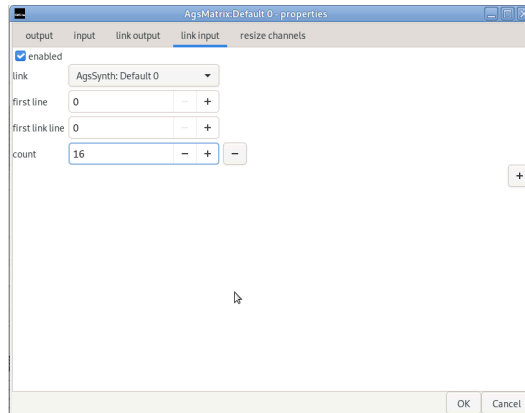 AgsMatrix:Default 0 - properties
output input link output link input resize channels
enabled
link AgsSynth: Default 0
first line 0 − +
first link line 0 − +
count 16 − + −
+
OK Cancel